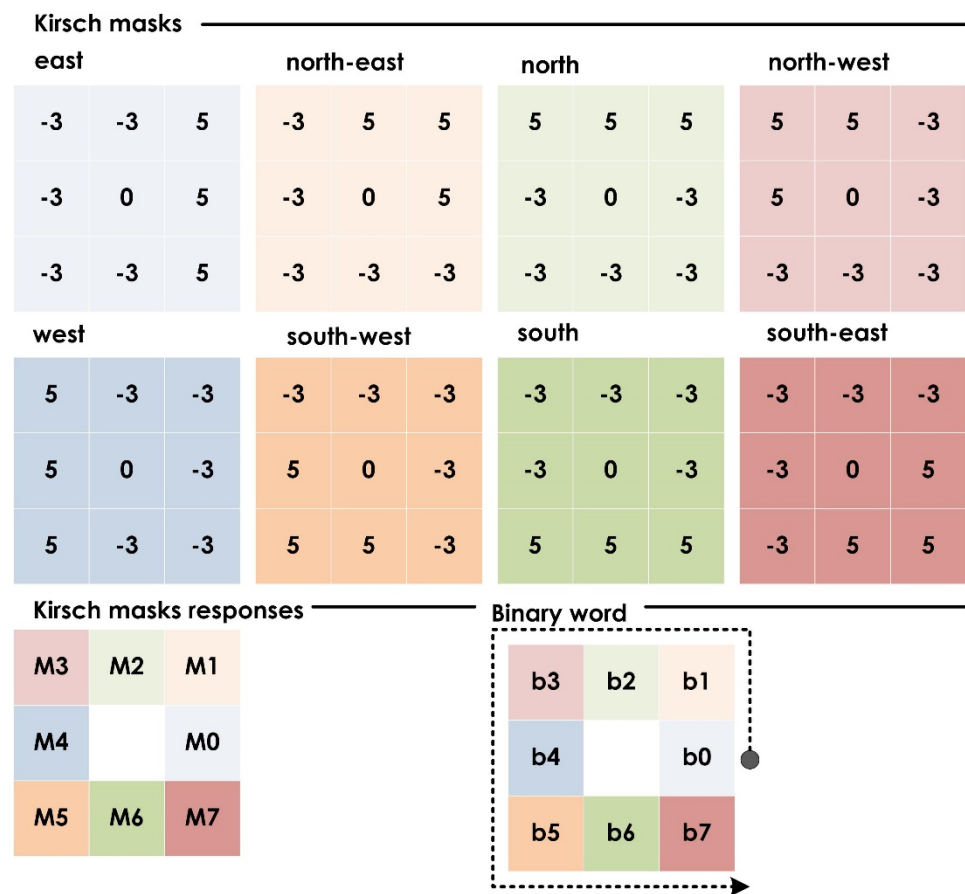 Kirsch masks
east north-east north north-west
-3 -3 5 -3 5 5 5 5 5 5 5 -3
-3 0 5 -3 0 5 -3 0 -3 5 0 -3
-3 -3 5 -3 -3 -3 -3 -3 -3 -3 -3 -3
west south-west south south-east
5 -3 -3 -3 -3 -3 -3 -3 -3 -3 -3 -3
5 0 -3 5 0 -3 -3 0 -3 -3 0 5
5 -3 -3 5 5 -3 5 5 5 -3 5 5
Kirsch masks responses Binary word
M3 M2 M1 b3 b2 b1
M4 M0 b4 b0
M5 M6 M7 b5 b6 b7